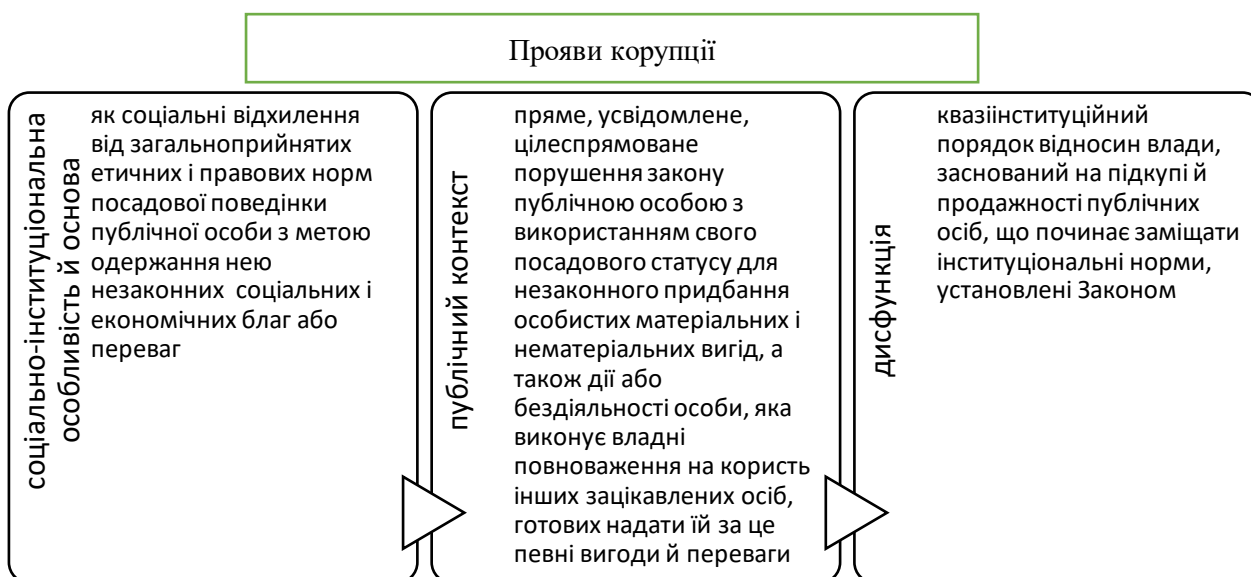 Прояви корупції
соціально-інституціональна
особливість й основа
як соціальні відхилення
від загальноприйнятих
етичних і правових норм
посадової поведінки
публічної особи з метою
одержання нею
незаконних соціальних і
економічних благ або
переваг
публічний контекст
пряме, усвідомлене,
цілеспрямоване
порушення закону
публічною особою з
використанням свого
посадового статусу для
незаконного придбання
особистих матеріальних і
нематеріальних вигід, а
також дії або
бездіяльності особи, яка
виконує владні
повноваження на користь
інших зацікавлених осіб,
готових надати їй за це
певні вигоди й переваги
дисфункція
квазіінституційний
порядок відносин влади,
заснований на підкупі й
продажності публічних
осіб, що починає заміщати
інституціональні норми,
установлені Законом